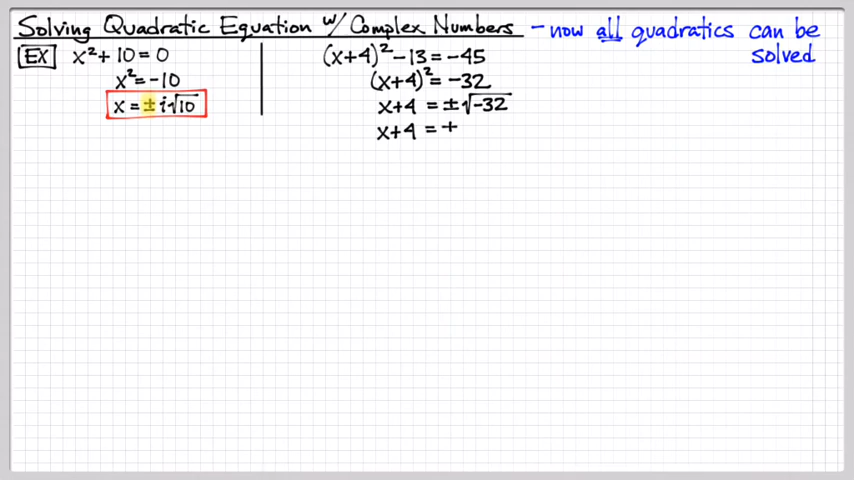 Solving Quadratic Equation w/ Complex Numbers - now all quadratics can be solved
EX x² + 10 = 0
x² = -10
x = ± i√10
(x+4)² - 13 = -45
(x+4)² = -32
x+4 = ±√-32
x+4 = +